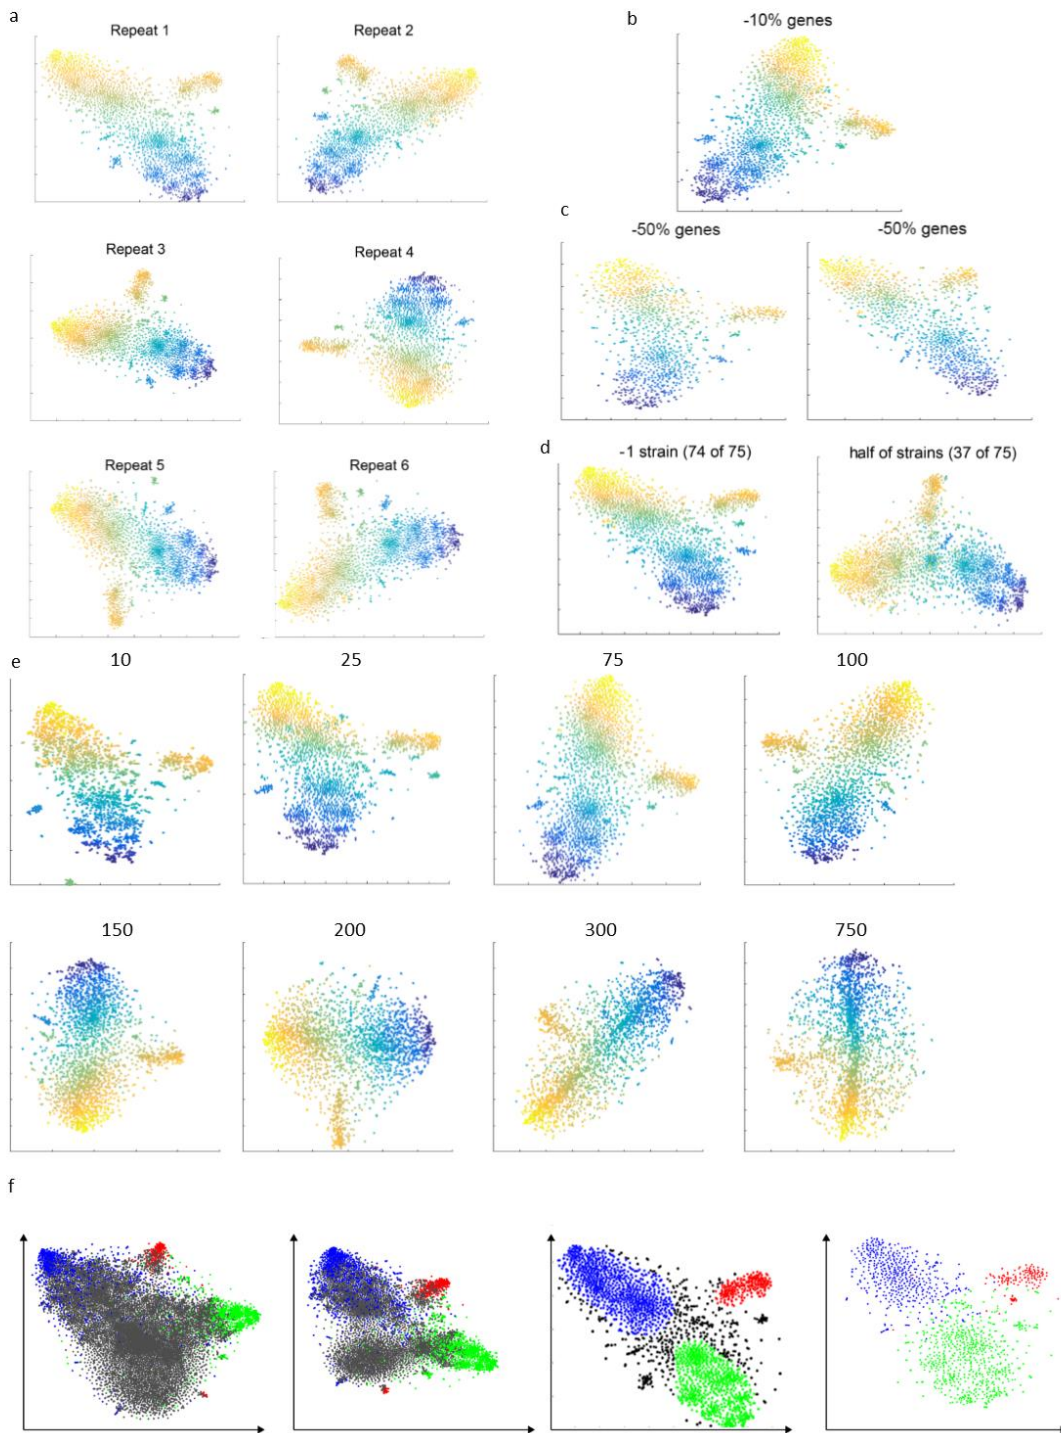 a
Repeat 1
Repeat 2
b
-10% genes
c
-50% genes
-50% genes
Repeat 3
Repeat 4
d
-1 strain (74 of 75)
half of strains (37 of 75)
Repeat 5
Repeat 6
e
10
25
75
100
150
200
300
750
f